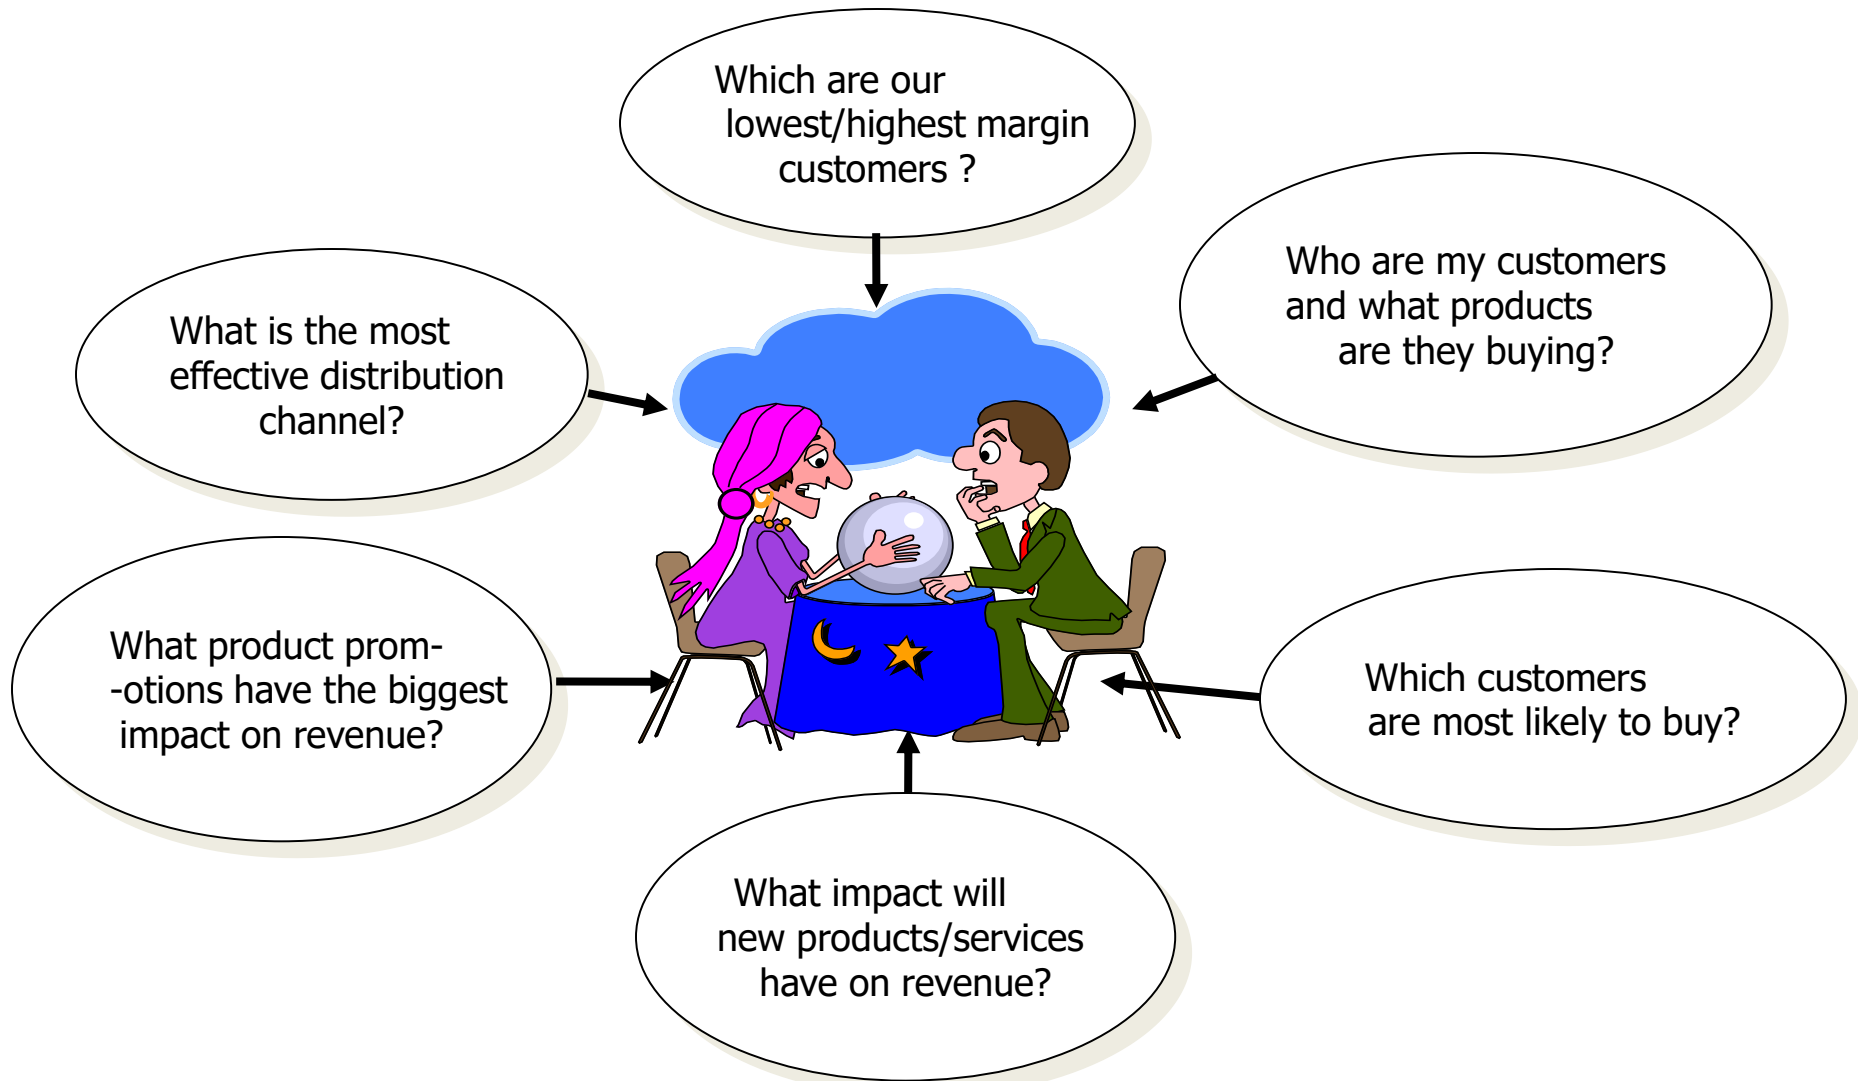 Which are our
lowest/highest margin
customers ?
Who are my customers
and what products
are they buying?
What is the most
effective distribution
channel?
What product prom-
-otions have the biggest
impact on revenue?
Which customers
are most likely to buy?
What impact will
new products/services
have on revenue?